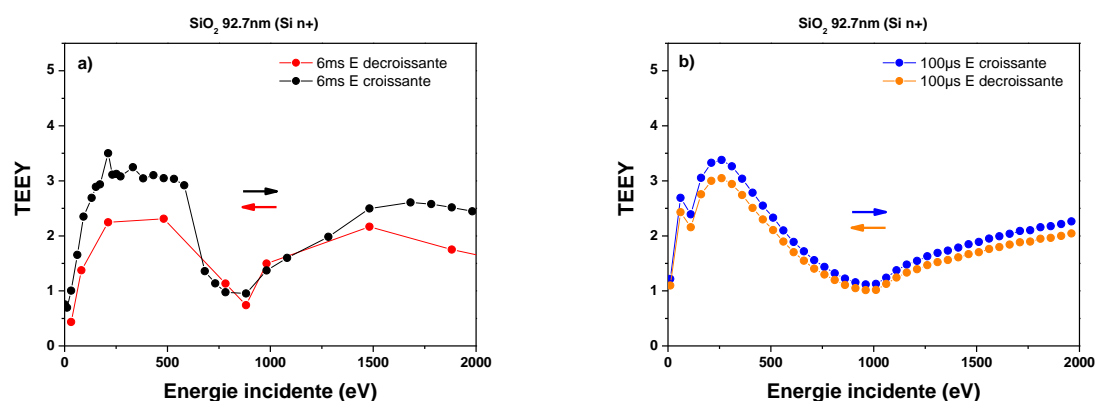 SiO₂ 92.7nm (Si n+)
a)
6ms E decroissante
6ms E croissante
TEEY
5
4
3
2
1
0
0 500 1000 1500 2000
Energie incidente (eV)
SiO₂ 92.7nm (Si n+)
b)
100µs E croissante
100µs E decroissante
TEEY
5
4
3
2
1
0
0 500 1000 1500 2000
Energie incidente (eV)